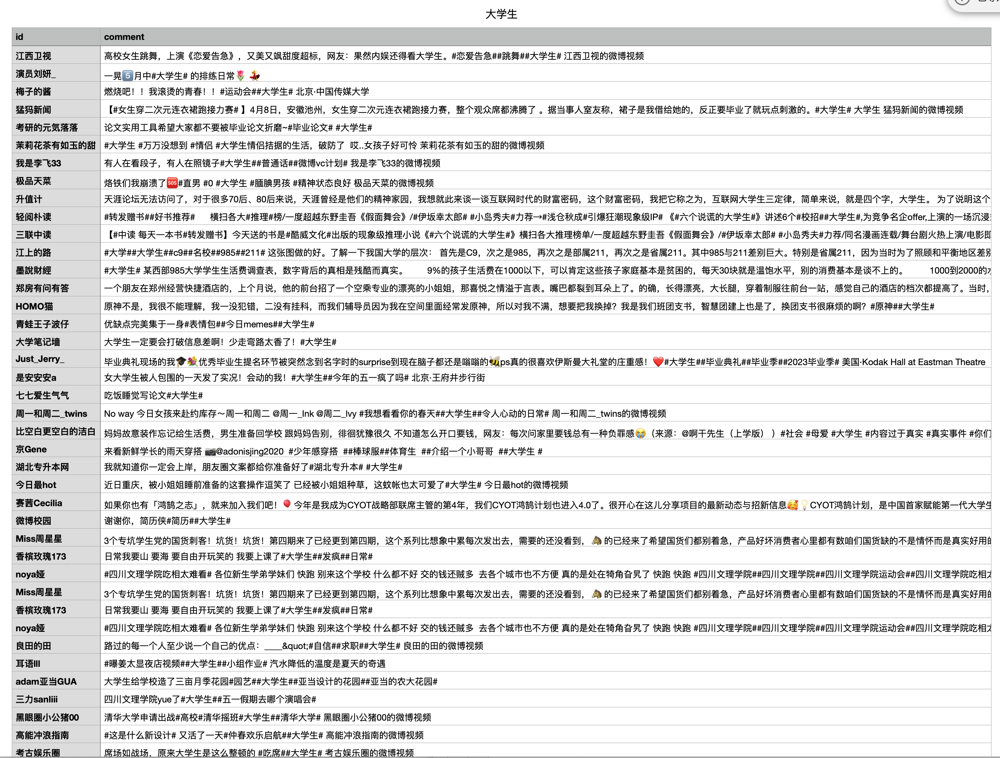 大学生
id comment
江西卫视 高校女生跳舞，上演《恋爱告急》，又美又飒甜度超标，网友：果然内娱还得看大学生。#恋爱告急##跳舞##大学生# 江西卫视的微博视频
演员刘妍_ 一晃5️⃣月中#大学生# 的排练日常🌷 💃
梅子的酱 燃烧吧！！我滚烫的青春！！#运动会##大学生# 北京·中国传媒大学
猛犸新闻 【#女生穿二次元连衣裙跑接力赛# 】4月8日，安徽池州，女生穿二次元连衣裙跑接力赛，整个观众席都沸腾了 。据当事人室友称，裙子是我借给她的，反正要毕业了就玩点刺激的。#大学生# 大学生 猛犸新闻的微博视频
考研的元気落落 论文实用工具希望大家都不要被毕业论文折磨~#毕业论文# #大学生#
茉莉花茶有如玉的甜 #大学生 #万万没想到 #情侣 #大学生情侣拮据的生活，破防了 哎..女孩子好可怜 茉莉花茶有如玉的甜的微博视频
我是李飞33 有人在看段子，有人在照镜子#大学生##普通话##微博vc计划# 我是李飞33的微博视频
极品天菜 烙铁们我崩溃了🆘#直男 #0 #大学生 #腼腆男孩 #精神状态良好 极品天菜的微博视频
升值计 天涯论坛无法访问了，对于很多70后、80后来说，天涯曾经是他们的精神家园，我想就此来谈一谈互联网时代的财富密码，这个财富密码，我把它称之为，互联网大学生三定律，简单来说，就是四个字，大学生。 为了说明这个
轻阅朴读 #转发赠书##好书推荐# 横扫各大#推理#榜/一度超越东野圭吾《假面舞会》/#伊坂幸太郎# #小岛秀夫#力荐→#浅仓秋成#引爆狂潮现象级IP# 《#六个说谎的大学生#》讲述6个#校招##大学生#,为竞争名企offer,上演的一场沉浸
三联中读 【#中读 每天一本书#转发赠书】今天送的书是#酷威文化#出版的现象级推理小说《#六个说谎的大学生#》横扫各大推理榜单/一度超越东野圭吾《假面舞会》/#伊坂幸太郎# #小岛秀夫#力荐/同名漫画连载/舞台剧火热上演/电影即
江上的路 #大学##大学生##c9##名校##985##211# 这张图做的好。了解一下我国大学的层次： 首先是C9，次之是985，再次之是部属211，再次之是省属211。其中985与211差别巨大。特别是省属211，因为当时为了照顾和平衡地区差别
墨說财經 #大学生# 某西部985大学学生生活费调查表，数字背后的真相是残酷而真实。 9%的孩子生活费在1000以下，可以肯定这些孩子家庭基本是贫困的，每天30块就是温饱水平，别的消费基本是谈不上的。 1000到2000的
郑房有问有答 一个朋友在郑州经营快捷酒店的，上个月说，他的前台招了一个空乘专业的漂亮的小姐姐，那喜悦之情溢于言表。嘴巴都裂到耳朵上了。的确，长得漂亮，大长腿，穿着制服往前台一站，感觉自己的酒店的档次都提高了。当时，
HOMO猫 原神不是，我很不能理解，我一没犯错，二没有挂科，而我们辅导员因为我在空间里面经常发原神，所以对我不满，想要把我换掉？我是我们班团支书，智慧团建上也是了，换团支书很麻烦的啊？#原神##大学生#
青蛙王子波仔 优缺点完美集于一身#表情包##今日memes##大学生#
大学笔记墙 大学生一定要会打破信息差啊！少走弯路太香了！#大学生#
Just_Jerry_ 毕业典礼现场的我🎓💐优秀毕业生提名环节被突然念到名字时的surprise到现在脑子都还是嗡嗡的🐝ps真的很喜欢伊斯曼大礼堂的庄重感！❤️#大学生##毕业典礼##毕业季##2023毕业季# 美国·Kodak Hall at Eastman Theatre
是安安安a 女大学生被人包围的一天发了实况！会动的我！#大学生##今年的五一疯了吗# 北京·王府井步行街
七七爱生气气 吃饭睡觉写论文#大学生#
周一和周二_twins No way 今日女孩来赴约库存～周一和周二 @周一_Ink @周二_Ivy #我想看看你的春天##大学生##令人心动的日常# 周一和周二_twins的微博视频
比空白更空白的洁白 妈妈故意装作忘记给生活费，男生准备回学校 跟妈妈告别，徘徊犹豫很久 不知道怎么开口要钱，网友：每次问家里要钱总有一种负罪感😭（来源：@啊干先生（上学版） ）#社会 #母爱 #大学生 #内容过于真实 #真实事件 #你们
京Gene 来看新鲜学长的雨天穿搭 📷@adonisjing2020 #少年感穿搭 ##棒球服##体育生 ##介绍一个小哥哥 ##大学生 #
湖北专升本网 我就知道你一定会上岸，朋友圈文案都给你准备好了#湖北专升本# #大学生#
今日最hot 近日重庆，被小姐姐睡前准备的这套操作逗笑了 已经被小姐姐种草，这蚊帐也太可爱了#大学生# 今日最hot的微博视频
赛茜Cecilia 如果你也有「鸿鹄之志」，就来加入我们吧！🎈今年是我成为CYOT战略部联席主管的第4年，我们CYOT鸿鹄计划也进入4.0了。很开心在这儿分享项目的最新动态与招新信息🥰💡CYOT鸿鹄计划，是中国首家赋能第一代大学生
微博校园 谢谢你，简历侠#简历##大学生#
Miss周星星 3个专坑学生党的国货刺客！坑货！坑货！第四期来了已经更到第四期，这个系列比想象中累每次发出去，需要的还没看到，🐴的已经来了希望国货们都别着急，产品好坏消费者心里都有数咱们国货缺的不是情怀而是真实好用的
香槟玫瑰173 日常我要山 要海 要自由开玩笑的 我要上课了#大学生##发疯##日常#
noya娅 #四川文理学院吃相太难看# 各位新生学弟学妹们 快跑 别来这个学校 什么都不好 交的钱还贼多 去各个城市也不方便 真的是处在犄角旮旯了 快跑 快跑 #四川文理学院##四川文理学院##四川文理学院运动会##四川文理学院吃相太
Miss周星星 3个专坑学生党的国货刺客！坑货！坑货！第四期来了已经更到第四期，这个系列比想象中累每次发出去，需要的还没看到，🐴的已经来了希望国货们都别着急，产品好坏消费者心里都有数咱们国货缺的不是情怀而是真实好用的
香槟玫瑰173 日常我要山 要海 要自由开玩笑的 我要上课了#大学生##发疯##日常#
noya娅 #四川文理学院吃相太难看# 各位新生学弟学妹们 快跑 别来这个学校 什么都不好 交的钱还贼多 去各个城市也不方便 真的是处在犄角旮旯了 快跑 快跑 #四川文理学院##四川文理学院##四川文理学院运动会##四川文理学院吃相太
良田的田 路过的每一个人至少说一个自己的优点：____&quot;#自信##求职##大学生# 良田的田的微博视频
耳语lll #曝姜太显夜店视频##大学生##小组作业# 汽水降低的温度是夏天的奇遇
adam亚当GUA 大学生给学校造了三亩月季花园#园艺##大学生##亚当设计的花园##亚当的农大花园#
三力sanliii 四川文理学院yue了#大学生##五一假期去哪个演唱会#
黑眼圈小公猪00 清华大学申请出战#高校#清华摇班#大学生##清华大学# 黑眼圈小公猪00的微博视频
高能冲浪指南 #这是什么新设计# 又活了一天#仲春欢乐启航##大学生# 高能冲浪指南的微博视频
考古娱乐圈 席场如战场，原来大学生是这么整顿的 #吃席##大学生# 考古娱乐圈的微博视频